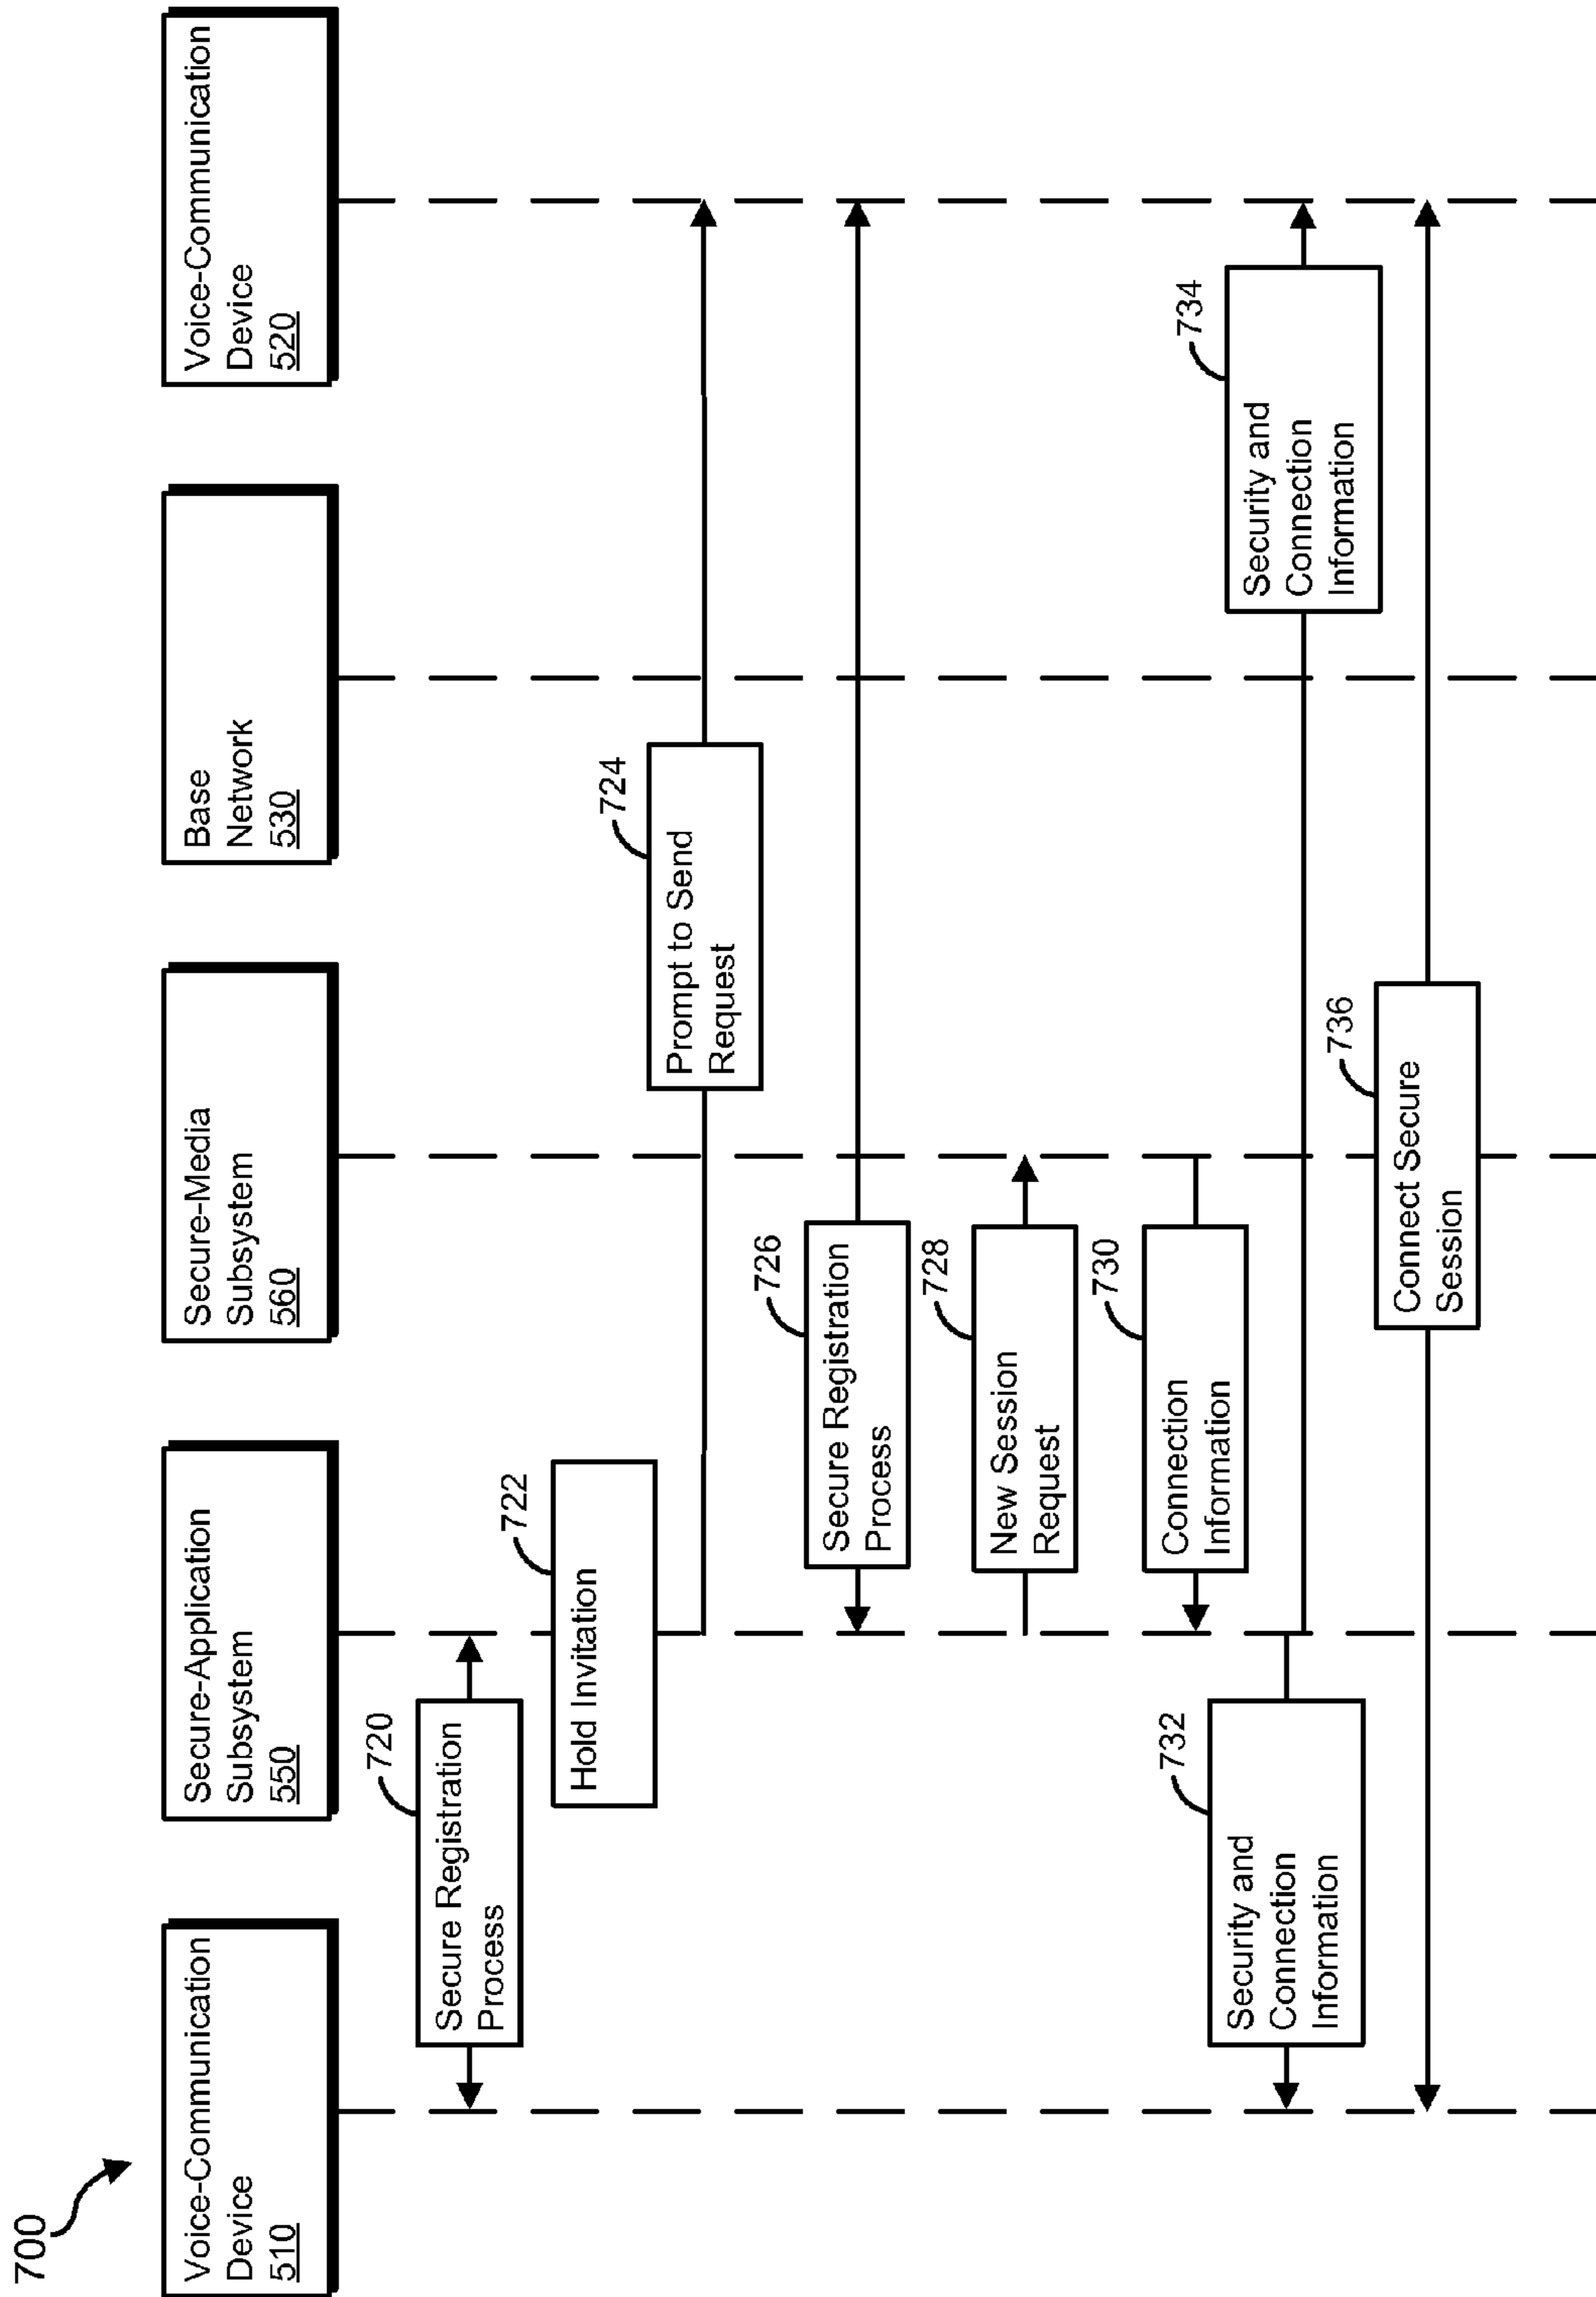 700
Voice-Communication
Device
510
Secure-Application
Subsystem
550
Secure-Media
Subsystem
560
Base
Network
530
Voice-Communication
Device
520
720
Secure Registration
Process
722
Hold Invitation
724
Prompt to Send
Request
726
Secure Registration
Process
728
New Session
Request
730
Connection
Information
732
Security and
Connection
Information
734
Security and
Connection
Information
736
Connect Secure
Session